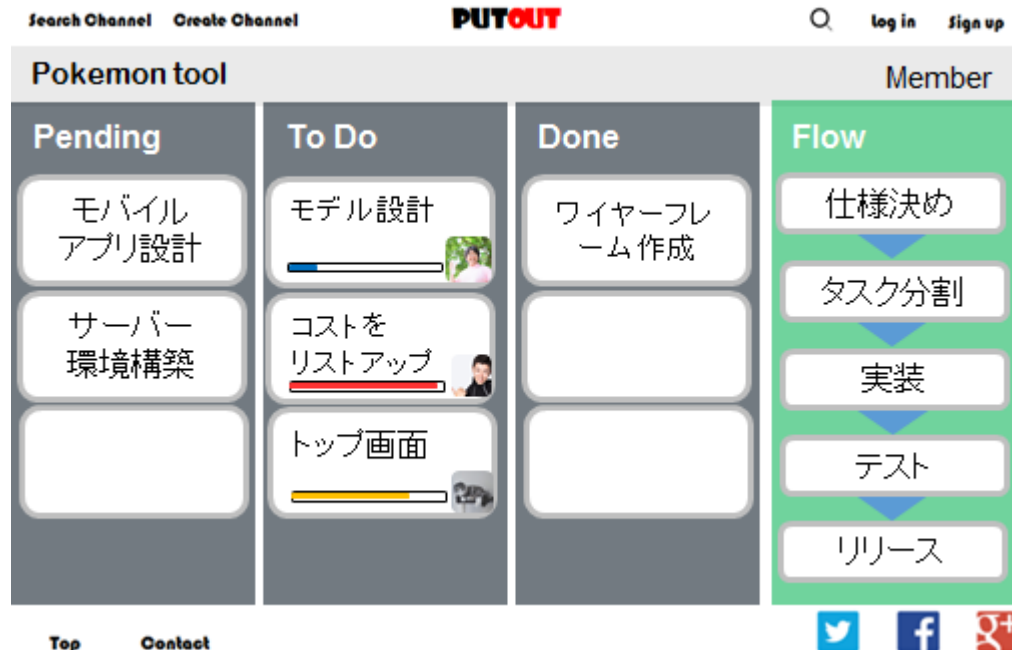 Search Channel Create Channel PUTOUT Log in Sign up
Pokemon tool Member
Pending
モバイル
アプリ設計
サーバー
環境構築
To Do
モデル設計
コストを
リストアップ
トップ画面
Done
ワイヤーフレ
ーム作成
Flow
仕様決め
タスク分割
実装
テスト
リリース
Top Contact